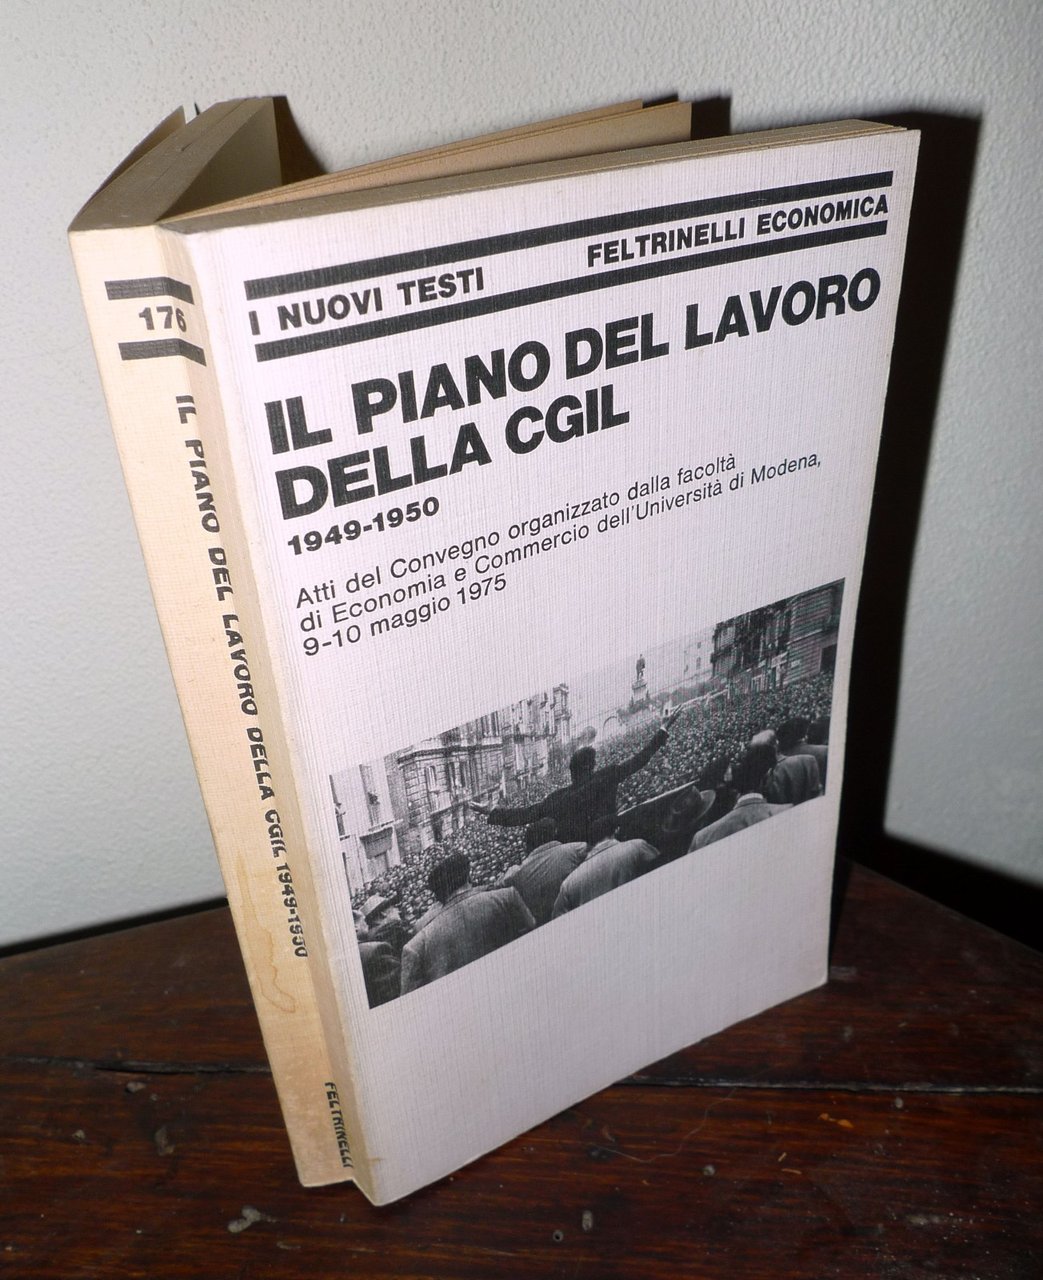 I NUOVI TESTI FELTRINELLI ECONOMICA
IL PIANO DEL LAVORO
DELLA CGIL
1949-1950
Atti del Convegno organizzato dalla facoltà
di Economia e Commercio dell'Università di Modena,
9-10 maggio 1975
176
IL PIANO DEL LAVORO DELLA CGIL 1949-1950
FELTRINELLI